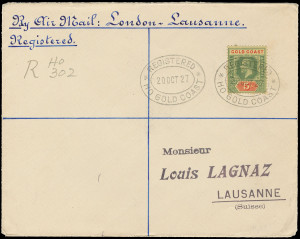 By Air Mail: London - Lausanne.
Registered.
R Ho
302
REGISTERED
28 OCT 27
HO GOLD COAST
GOLD COAST
5/-
REGISTERED
HO GOLD COAST
Monsieur
Louis LAGNAZ
LAUSANNE
(Suisse)